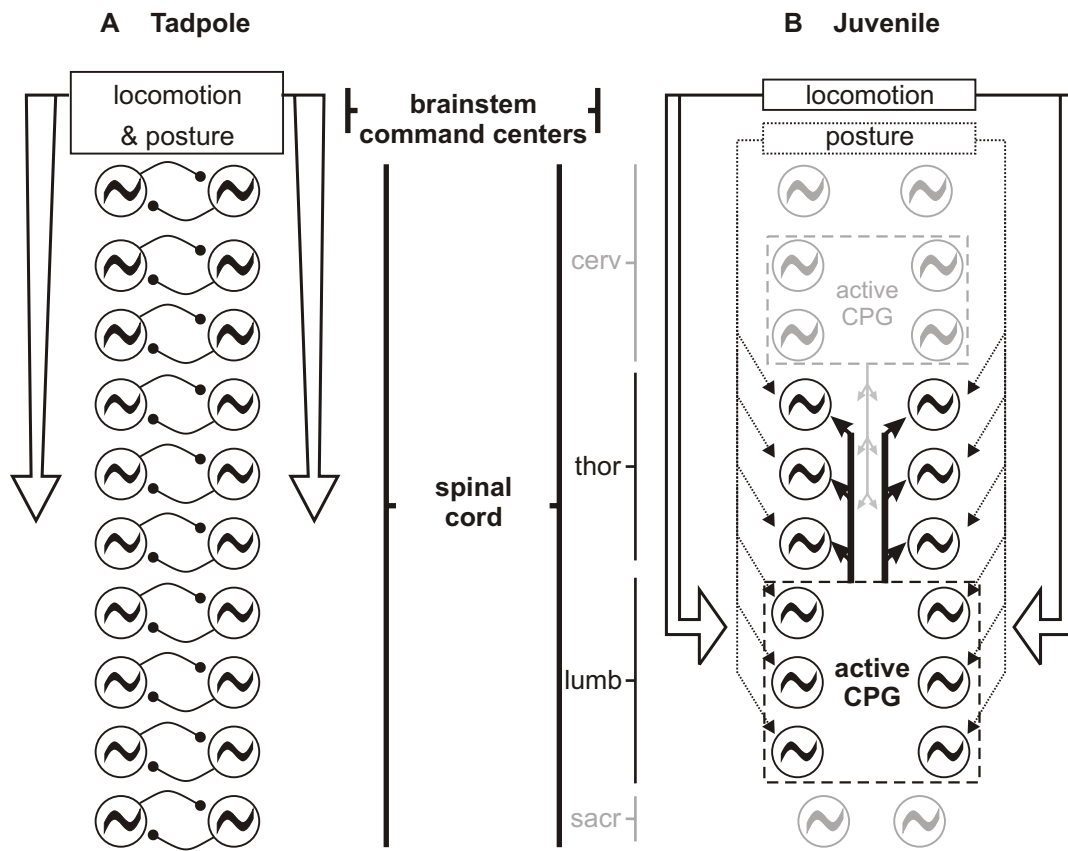 A Tadpole
locomotion
& posture
brainstem
command centers
spinal
cord
cerv
thor
lumb
sacr
B Juvenile
locomotion
posture
active
CPG
active
CPG